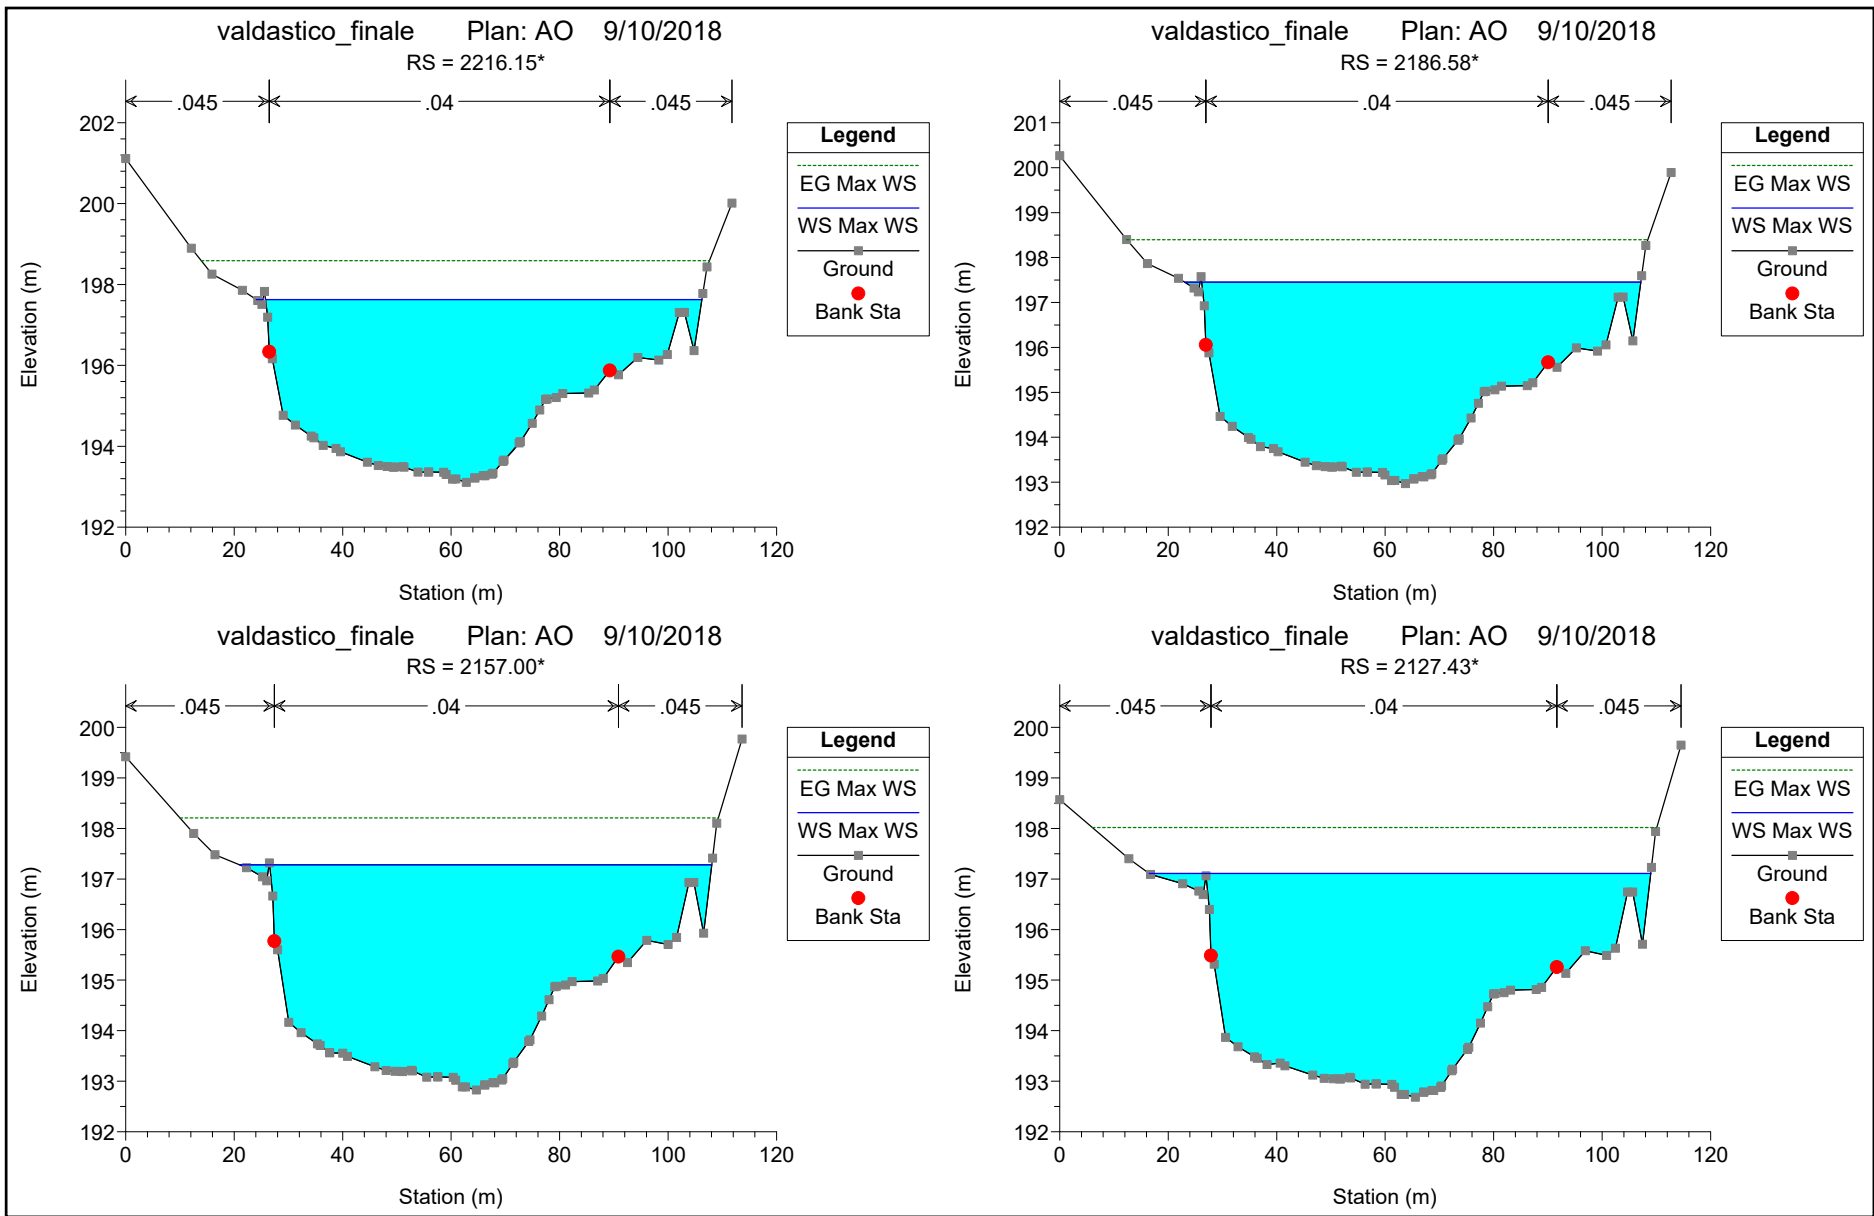 valdastico_finale Plan: AO 9/10/2018
RS = 2216.15*
.045 .04 .045
202
200
198
196
194
192
0 20 40 60 80 100 120
Elevation (m)
Station (m)
Legend
EG Max WS
WS Max WS
Ground
Bank Sta
valdastico_finale Plan: AO 9/10/2018
RS = 2186.58*
.045 .04 .045
201
200
199
198
197
196
195
194
193
192
0 20 40 60 80 100 120
Elevation (m)
Station (m)
Legend
EG Max WS
WS Max WS
Ground
Bank Sta
valdastico_finale Plan: AO 9/10/2018
RS = 2157.00*
.045 .04 .045
200
199
198
197
196
195
194
193
192
0 20 40 60 80 100 120
Elevation (m)
Station (m)
Legend
EG Max WS
WS Max WS
Ground
Bank Sta
valdastico_finale Plan: AO 9/10/2018
RS = 2127.43*
.045 .04 .045
200
199
198
197
196
195
194
193
192
0 20 40 60 80 100 120
Elevation (m)
Station (m)
Legend
EG Max WS
WS Max WS
Ground
Bank Sta